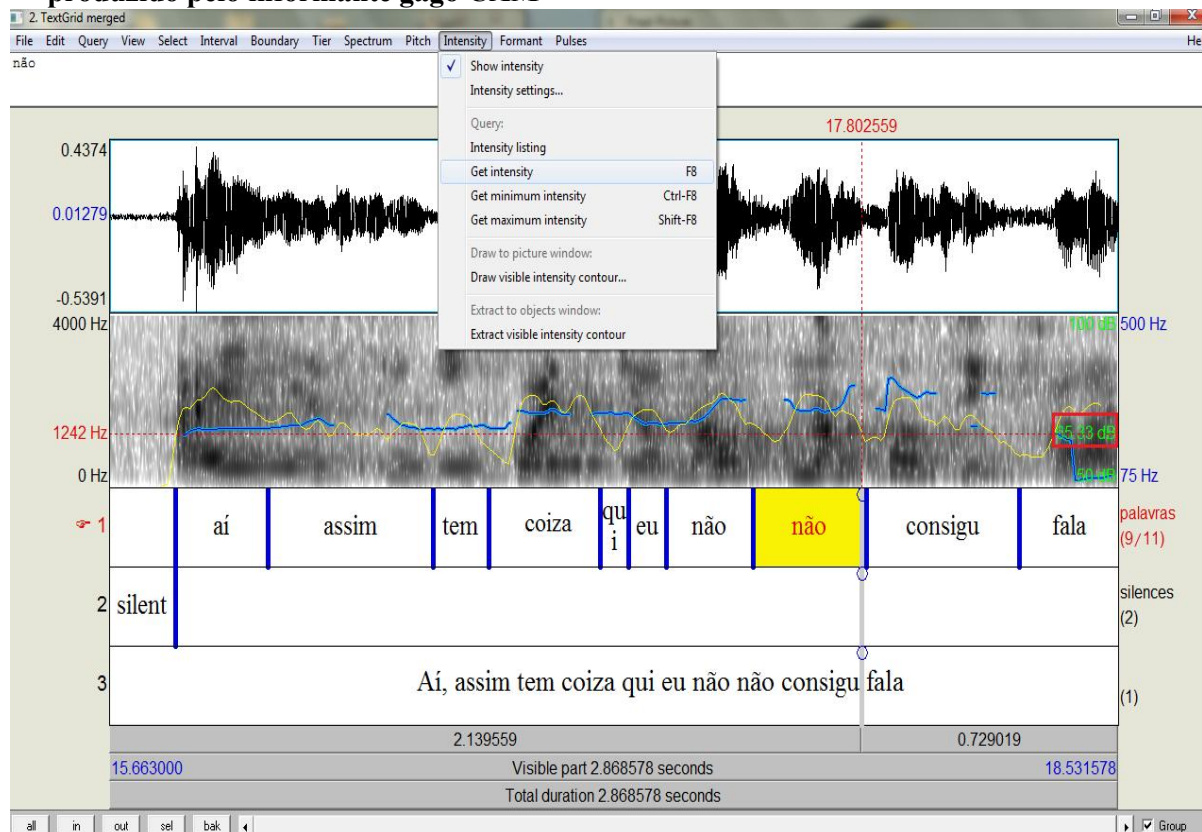 produzido pelo informante gago CAM
2. TextGrid merged
File Edit Query View Select Interval Boundary Tier Spectrum Pitch Intensity Formant Pulses He
não
Show intensity
Intensity settings...
Query:
Intensity listing
Get intensity F8
Get minimum intensity Ctrl-F8
Get maximum intensity Shift-F8
Draw to picture window:
Draw visible intensity contour...
Extract to objects window:
Extract visible intensity contour
17.802559
0.4374
0.01279
-0.5391
4000 Hz 100 dB 500 Hz
1242 Hz 65.33 dB
0 Hz 50 dB 75 Hz
1 aí assim tem coiza qui eu não não consigu fala palavras
(9/11)
2 silent silences
(2)
3 Aí, assim tem coiza qui eu não não consigu fala
(1)
2.139559 0.729019
15.663000 Visible part 2.868578 seconds 18.531578
Total duration 2.868578 seconds
all in out sel bak Group